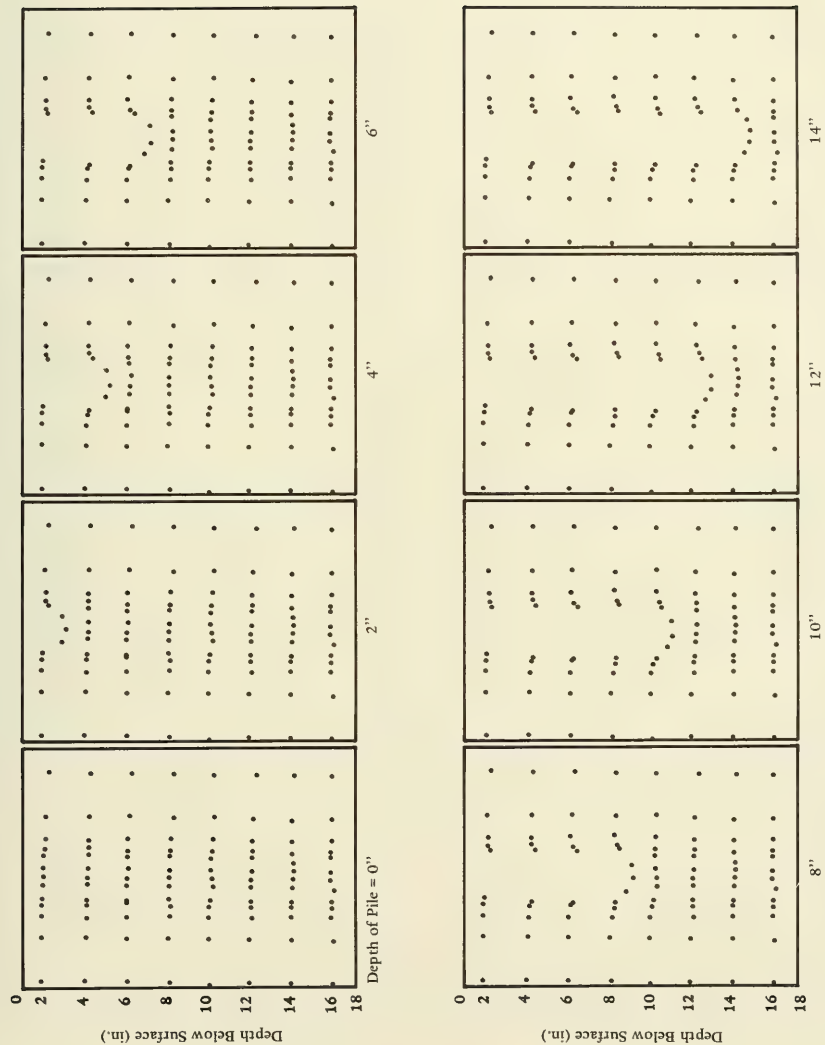 6"
4"
2"
Depth of Pile = 0"
0 2 4 6 8 10 12 14 16 18
Depth Below Surface (in.)
14"
12"
10"
8"
0 2 4 6 8 10 12 14 16 18
Depth Below Surface (in.)